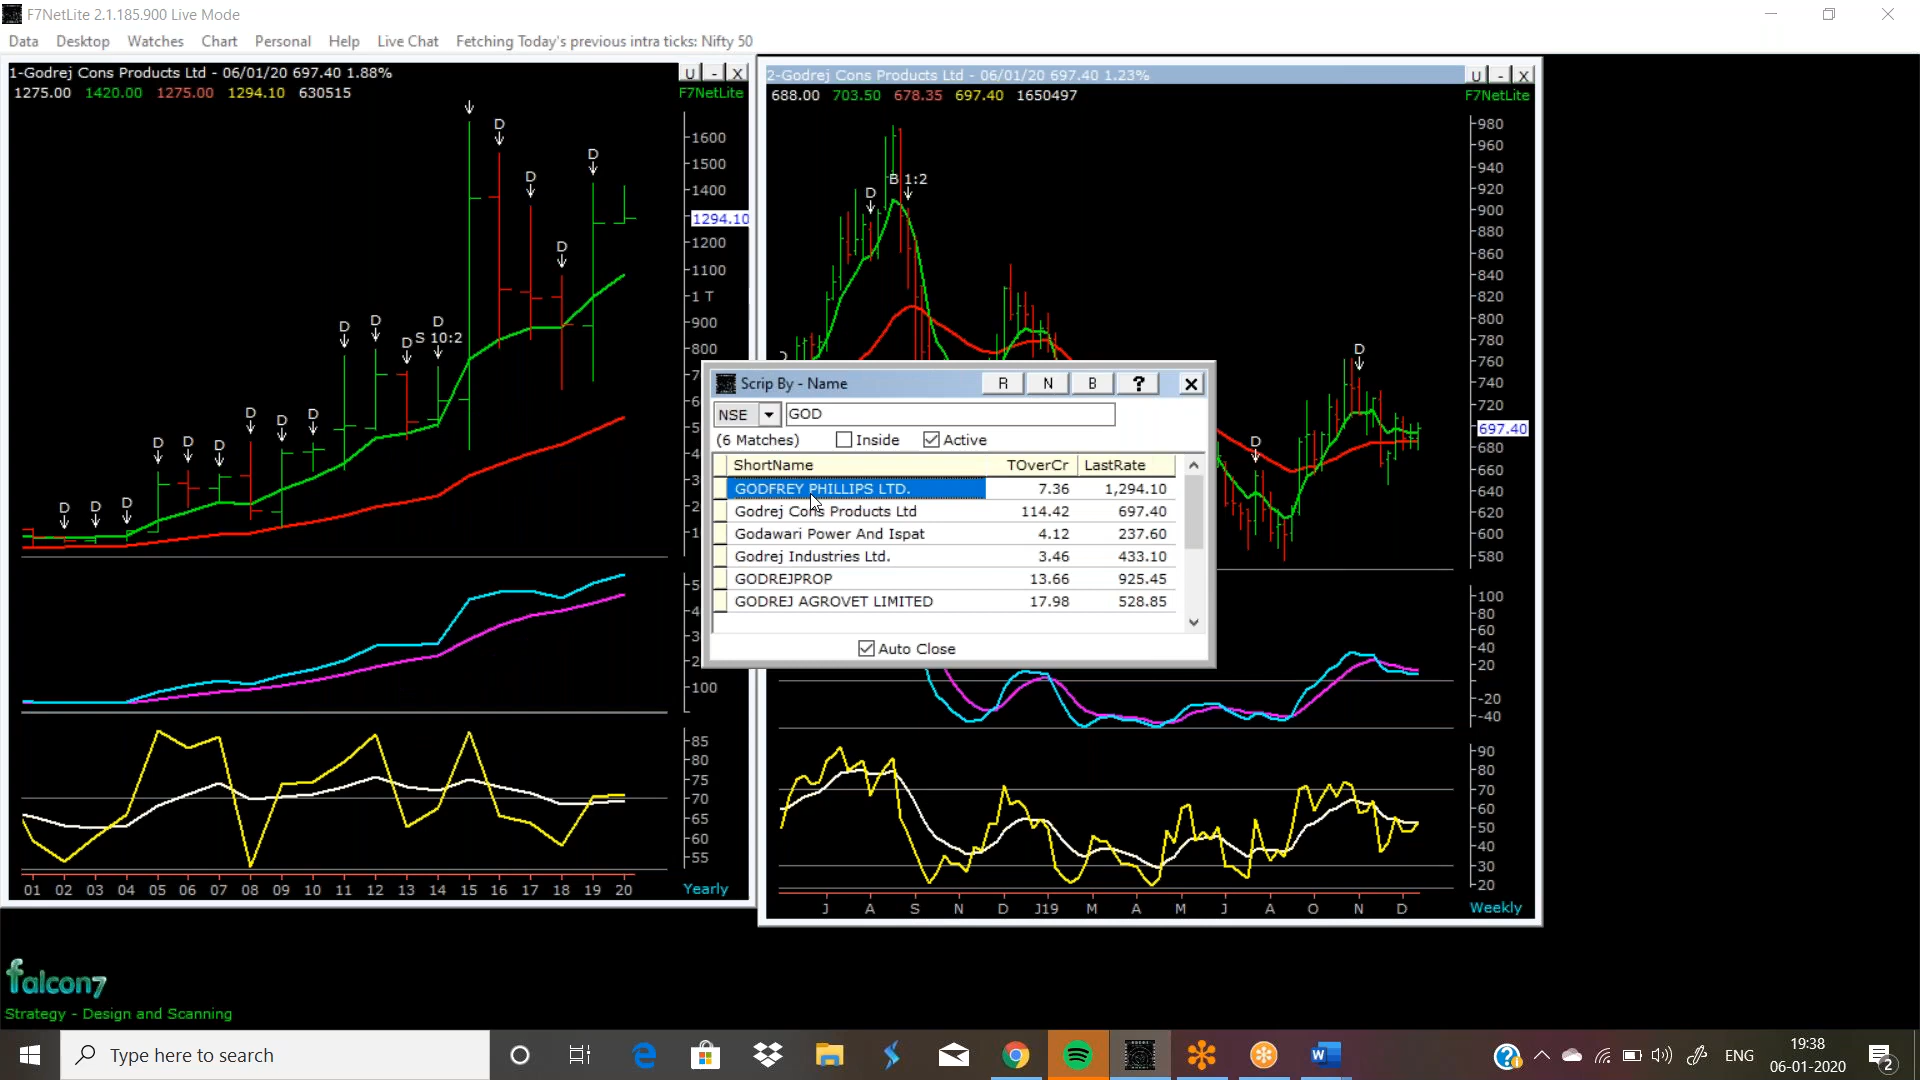 F7NetLite 2.1.185.900 Live Mode
Data Desktop Watches Chart Personal Help Live Chat Fetching Today's previous intra ticks: Nifty 50
1-Godrej Cons Products Ltd - 06/01/20 697.40 1.88%
U - X
1275.00 1420.00 1275.00 1294.10 630515
F7NetLite
D
D
D
D
D
D
D
D S 10:2
D
D
D
D
D
D
D
D
D
D
1600
1500
1400
1294.10
1200
1100
1 T
900
800
100
85
80
75
70
65
60
55
01 02 03 04 05 06 07 08 09 10 11 12 13 14 15 16 17 18 19 20
Yearly
2-Godrej Cons Products Ltd - 06/01/20 697.40 1.23%
U - X
688.00 703.50 678.35 697.40 1650497
F7NetLite
B 1:2
D
D
D
980
960
940
920
900
880
860
840
820
800
780
760
740
720
697.40
680
660
640
620
600
580
100
80
60
40
20
-20
-40
90
80
70
60
50
40
30
20
J A S N D J19 M A M J A O N D
Weekly
Scrip By - Name
R N B ? X
NSE GOD
(6 Matches) Inside Active
ShortName TOverCr LastRate
GODFREY PHILLIPS LTD. 7.36 1,294.10
Godrej Cons Products Ltd 114.42 697.40
Godawari Power And Ispat 4.12 237.60
Godrej Industries Ltd. 3.46 433.10
GODREJPROP 13.66 925.45
GODREJ AGROVET LIMITED 17.98 528.85
Auto Close
falcon7
Strategy - Design and Scanning
Type here to search
ENG
19:38
06-01-2020
2